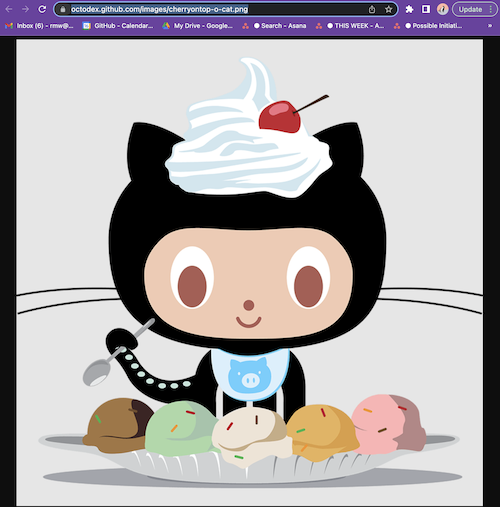 octodex.github.com/images/cherryontop-o-cat.png
Update
Inbox (6) - rmw@...
GitHub - Calendar...
My Drive - Google...
Search - Asana
THIS WEEK - A...
Possible Initiati...